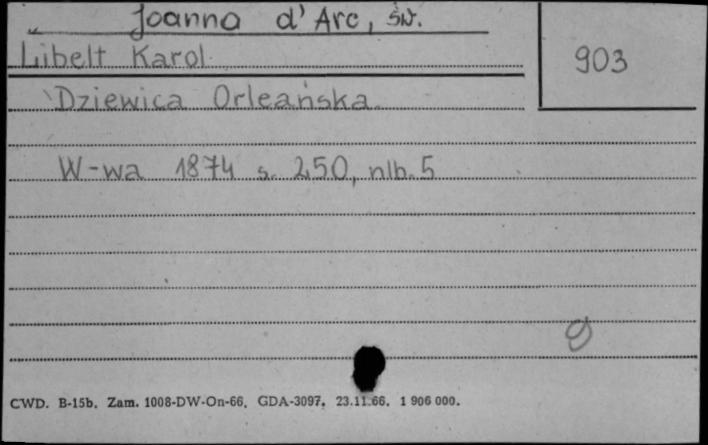 Joanna d'Arc, św.
Libelt Karol
903
Dziewica Orleańska
W-wa 1874 s. 250, nlb. 5
CWD. B-15b. Zam. 1008-DW-On-66. GDA-3097. 23.11.66. 1 906 000.